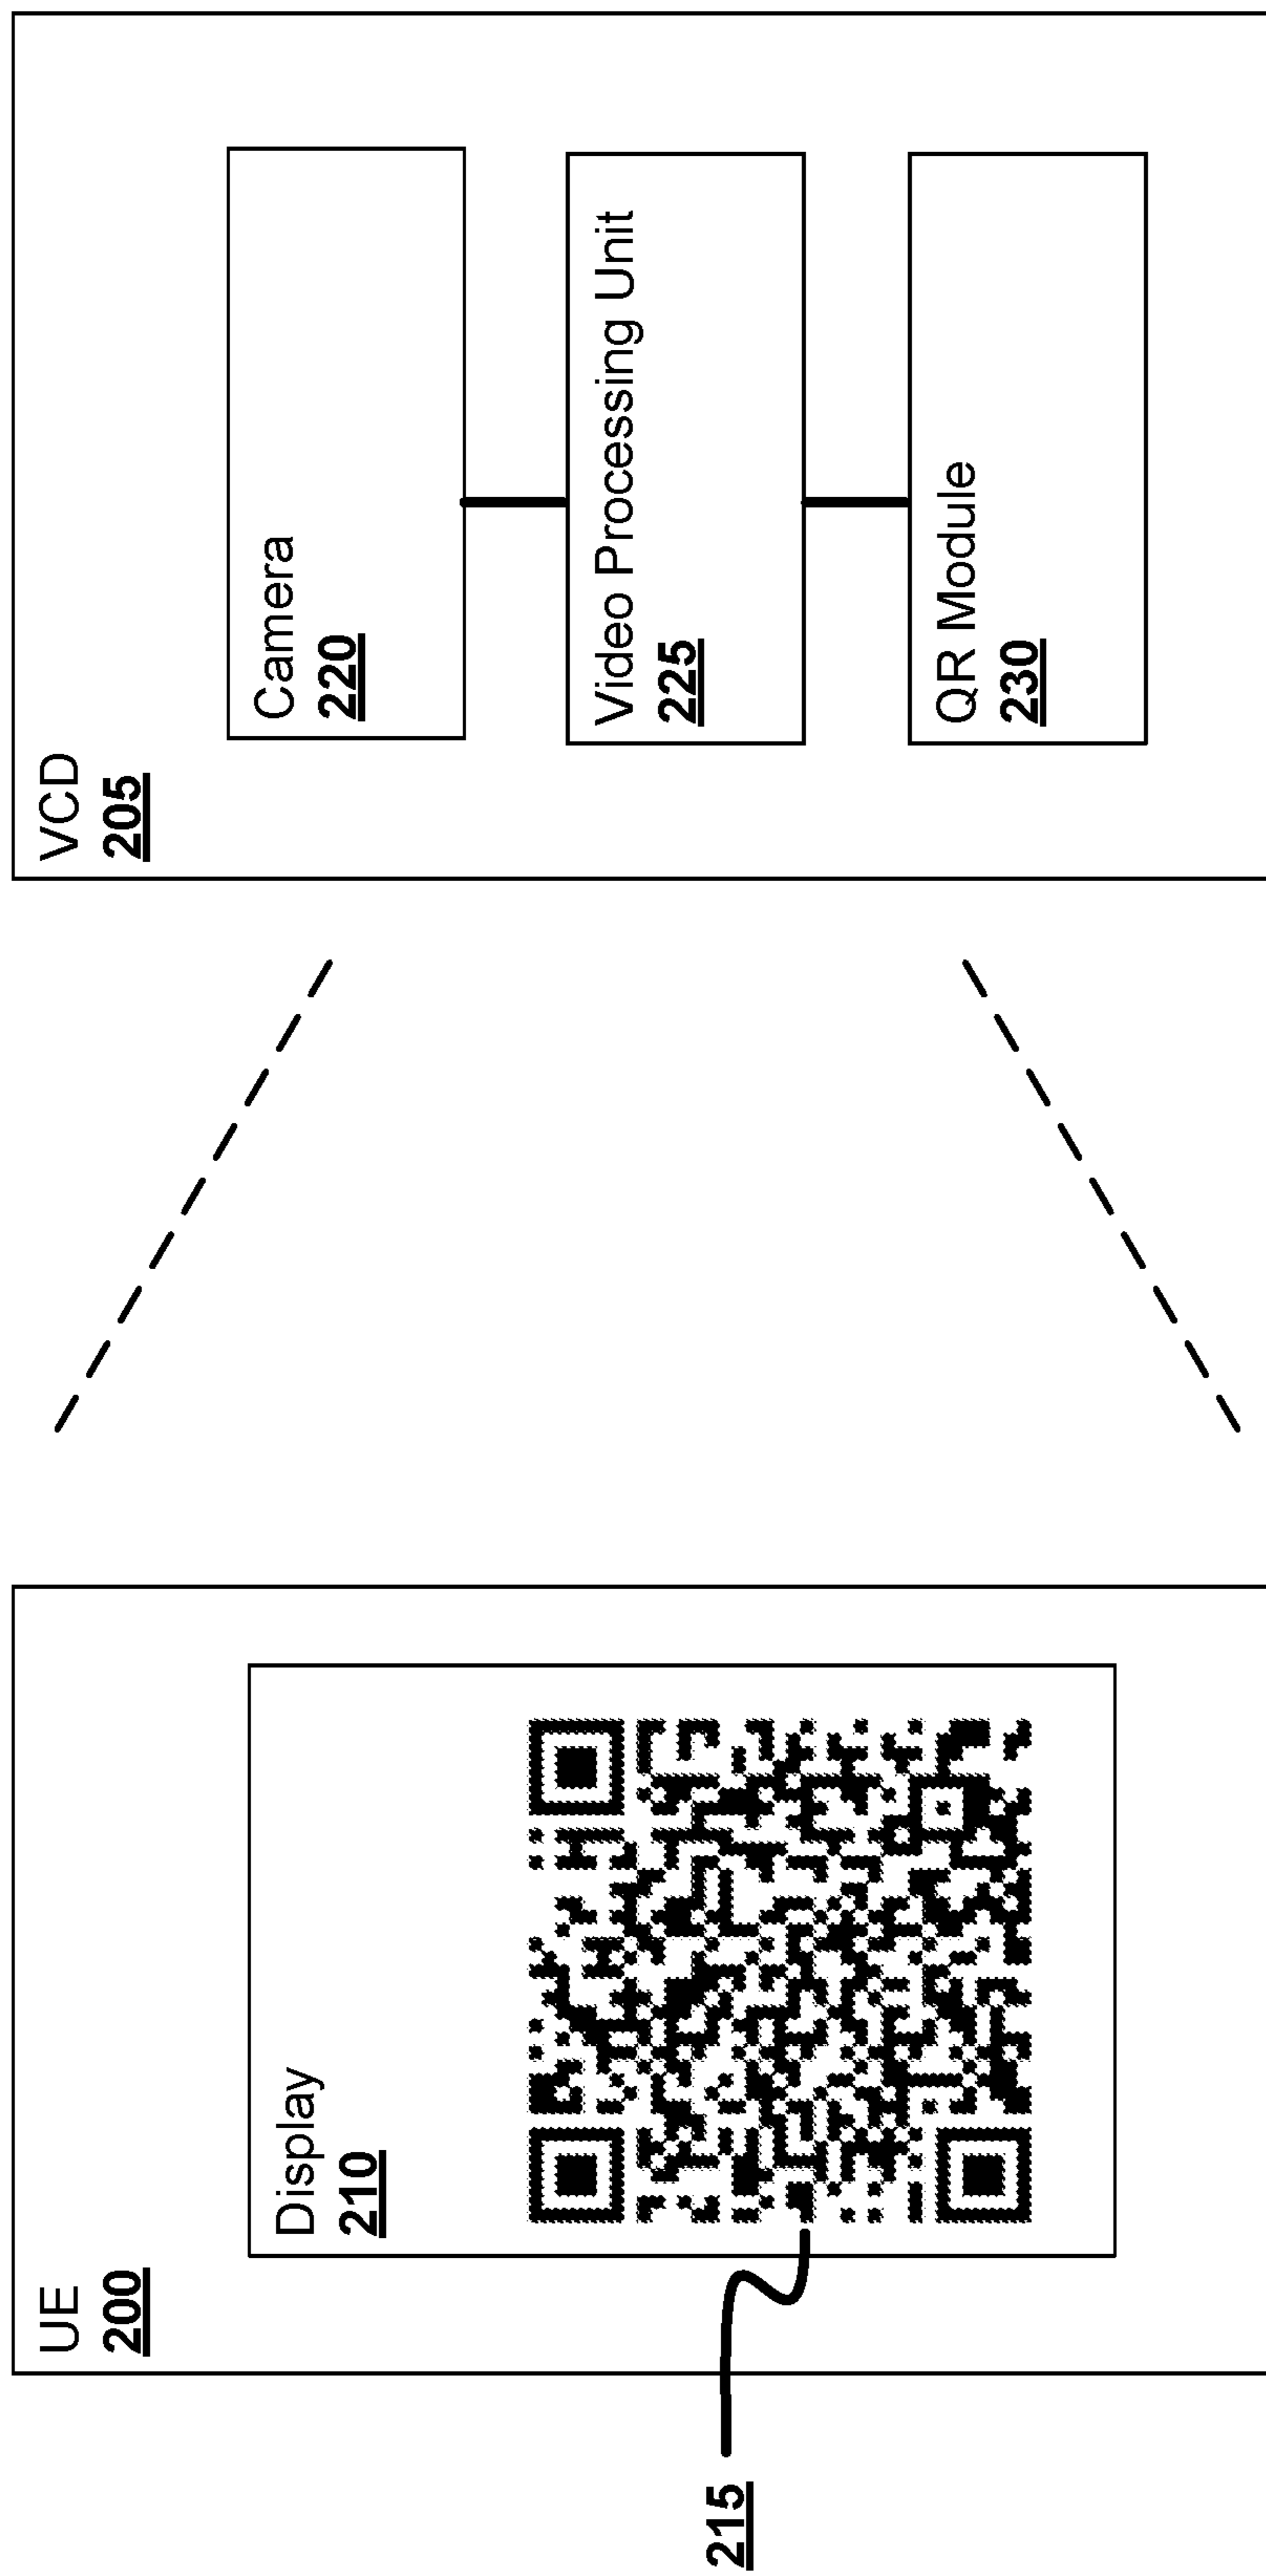 UE
200
Display
210
215
VCD
205
Camera
220
Video Processing Unit
225
QR Module
230